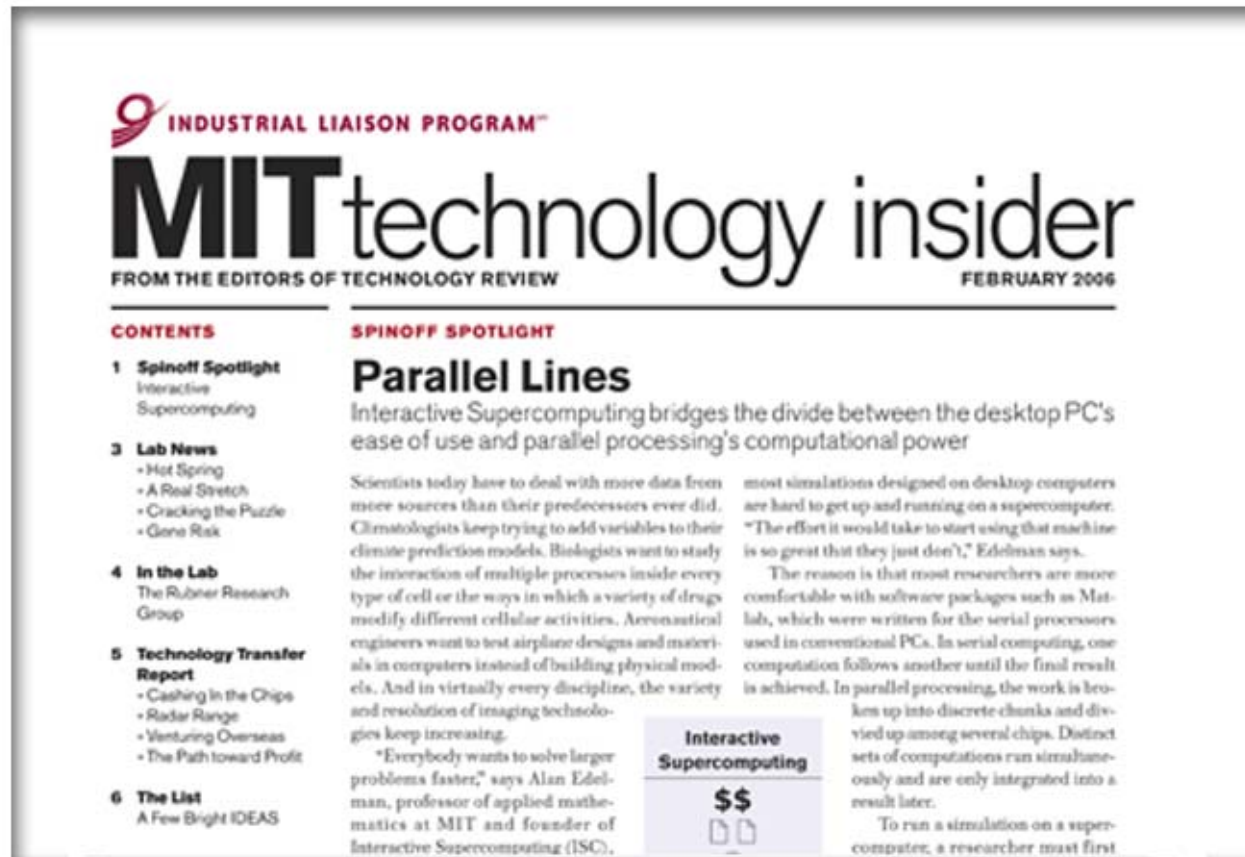 INDUSTRIAL LIAISON PROGRAM
MIT technology insider
FROM THE EDITORS OF TECHNOLOGY REVIEW
FEBRUARY 2006
CONTENTS
1 Spinoff Spotlight
Interactive
Supercomputing
3 Lab News
• Hot Spring
• A Real Stretch
• Cracking the Puzzle
• Gene Risk
4 In the Lab
The Rubner Research
Group
5 Technology Transfer
Report
• Cashing In the Chips
• Radar Range
• Venturing Overseas
• The Path toward Profit
6 The List
A Few Bright IDEAS
SPINOFF SPOTLIGHT
Parallel Lines
Interactive Supercomputing bridges the divide between the desktop PC's
ease of use and parallel processing's computational power
Scientists today have to deal with more data from
more sources than their predecessors ever did.
Climatologists keep trying to add variables to their
climate prediction models. Biologists want to study
the interaction of multiple processes inside every
type of cell or the ways in which a variety of drugs
modify different cellular activities. Aeronautical
engineers want to test airplane designs and materi-
als in computers instead of building physical mod-
els. And in virtually every discipline, the variety
and resolution of imaging technolo-
gies keep increasing.
"Everybody wants to solve larger
problems faster," says Alan Edel-
man, professor of applied mathe-
matics at MIT and founder of
Interactive Supercomputing (ISC),
most simulations designed on desktop computers
are hard to get up and running on a supercomputer.
"The effort it would take to start using that machine
is so great that they just don't," Edelman says.
The reason is that most researchers are more
comfortable with software packages such as Mat-
lab, which were written for the serial processors
used in conventional PCs. In serial computing, one
computation follows another until the final result
is achieved. In parallel processing, the work is bro-
ken up into discrete chunks and div-
vied up among several chips. Distinct
sets of computations run simultane-
ously and are only integrated into a
result later.
To run a simulation on a super-
computer, a researcher must first
Interactive
Supercomputing
$$